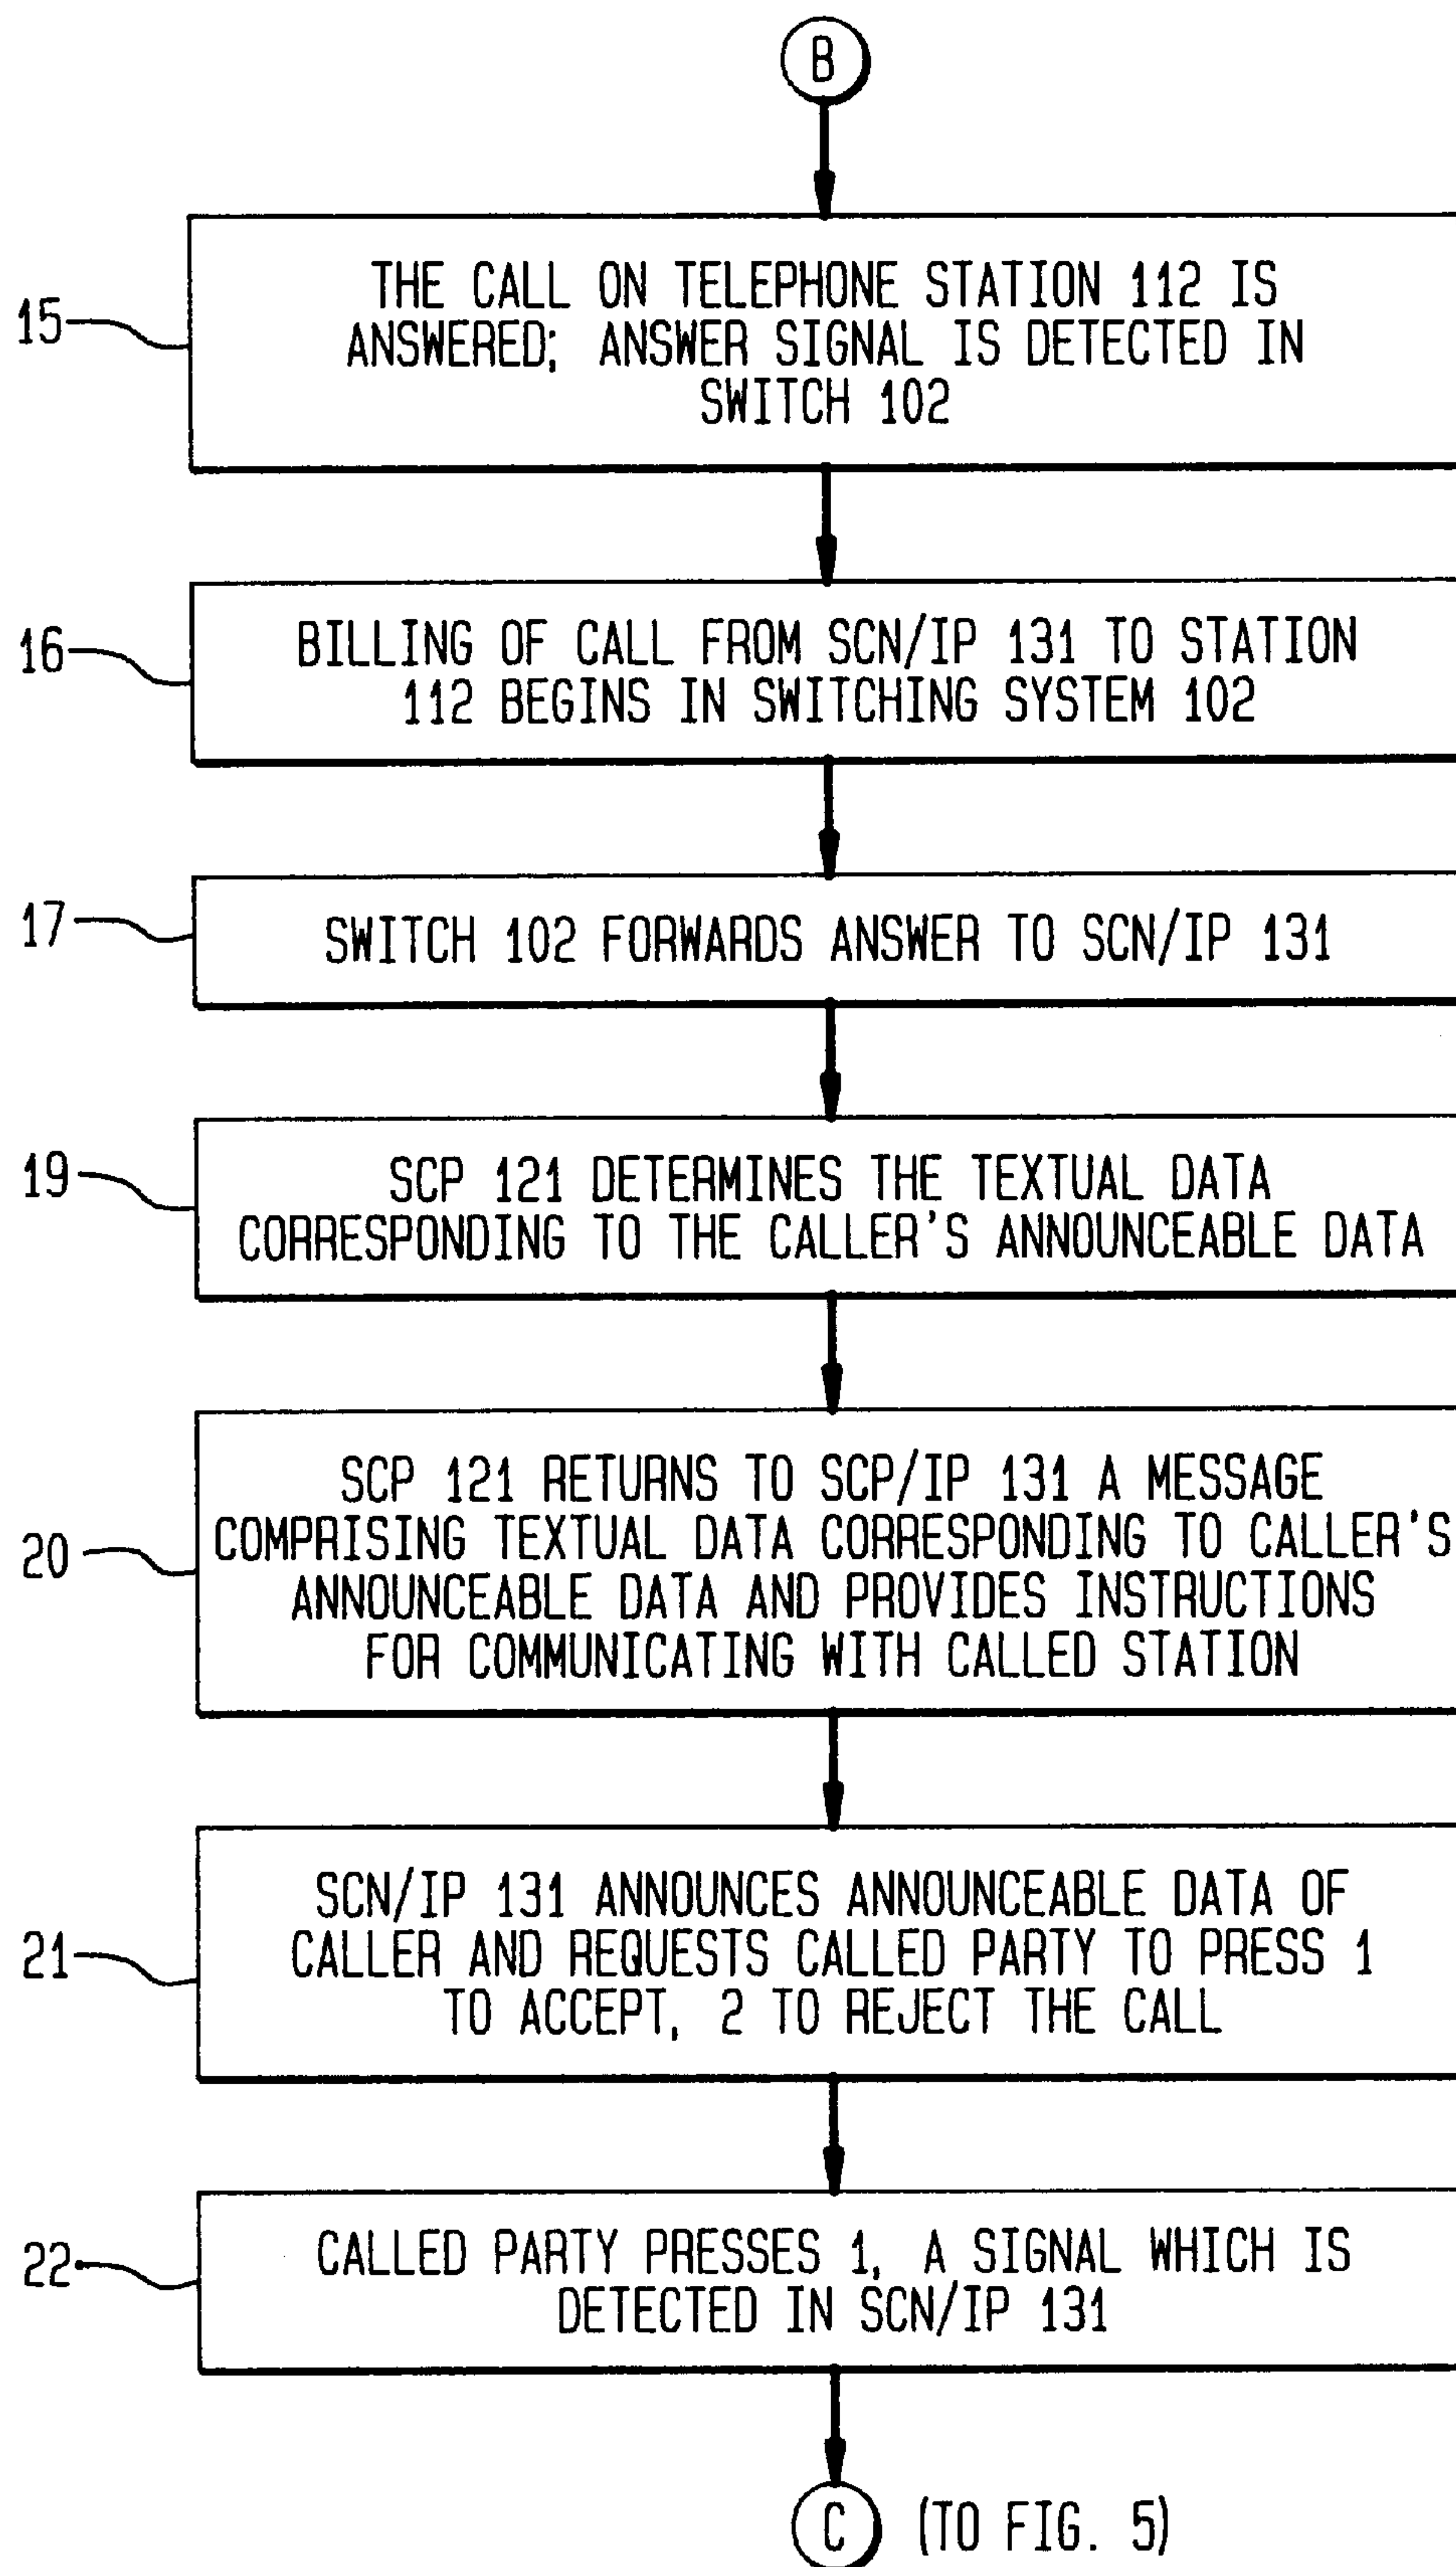 B
15
THE CALL ON TELEPHONE STATION 112 IS
ANSWERED; ANSWER SIGNAL IS DETECTED IN
SWITCH 102
16
BILLING OF CALL FROM SCN/IP 131 TO STATION
112 BEGINS IN SWITCHING SYSTEM 102
17
SWITCH 102 FORWARDS ANSWER TO SCN/IP 131
19
SCP 121 DETERMINES THE TEXTUAL DATA
CORRESPONDING TO THE CALLER'S ANNOUNCEABLE DATA
20
SCP 121 RETURNS TO SCP/IP 131 A MESSAGE
COMPRISING TEXTUAL DATA CORRESPONDING TO CALLER'S
ANNOUNCEABLE DATA AND PROVIDES INSTRUCTIONS
FOR COMMUNICATING WITH CALLED STATION
21
SCN/IP 131 ANNOUNCES ANNOUNCEABLE DATA OF
CALLER AND REQUESTS CALLED PARTY TO PRESS 1
TO ACCEPT, 2 TO REJECT THE CALL
22
CALLED PARTY PRESSES 1, A SIGNAL WHICH IS
DETECTED IN SCN/IP 131
C (TO FIG. 5)